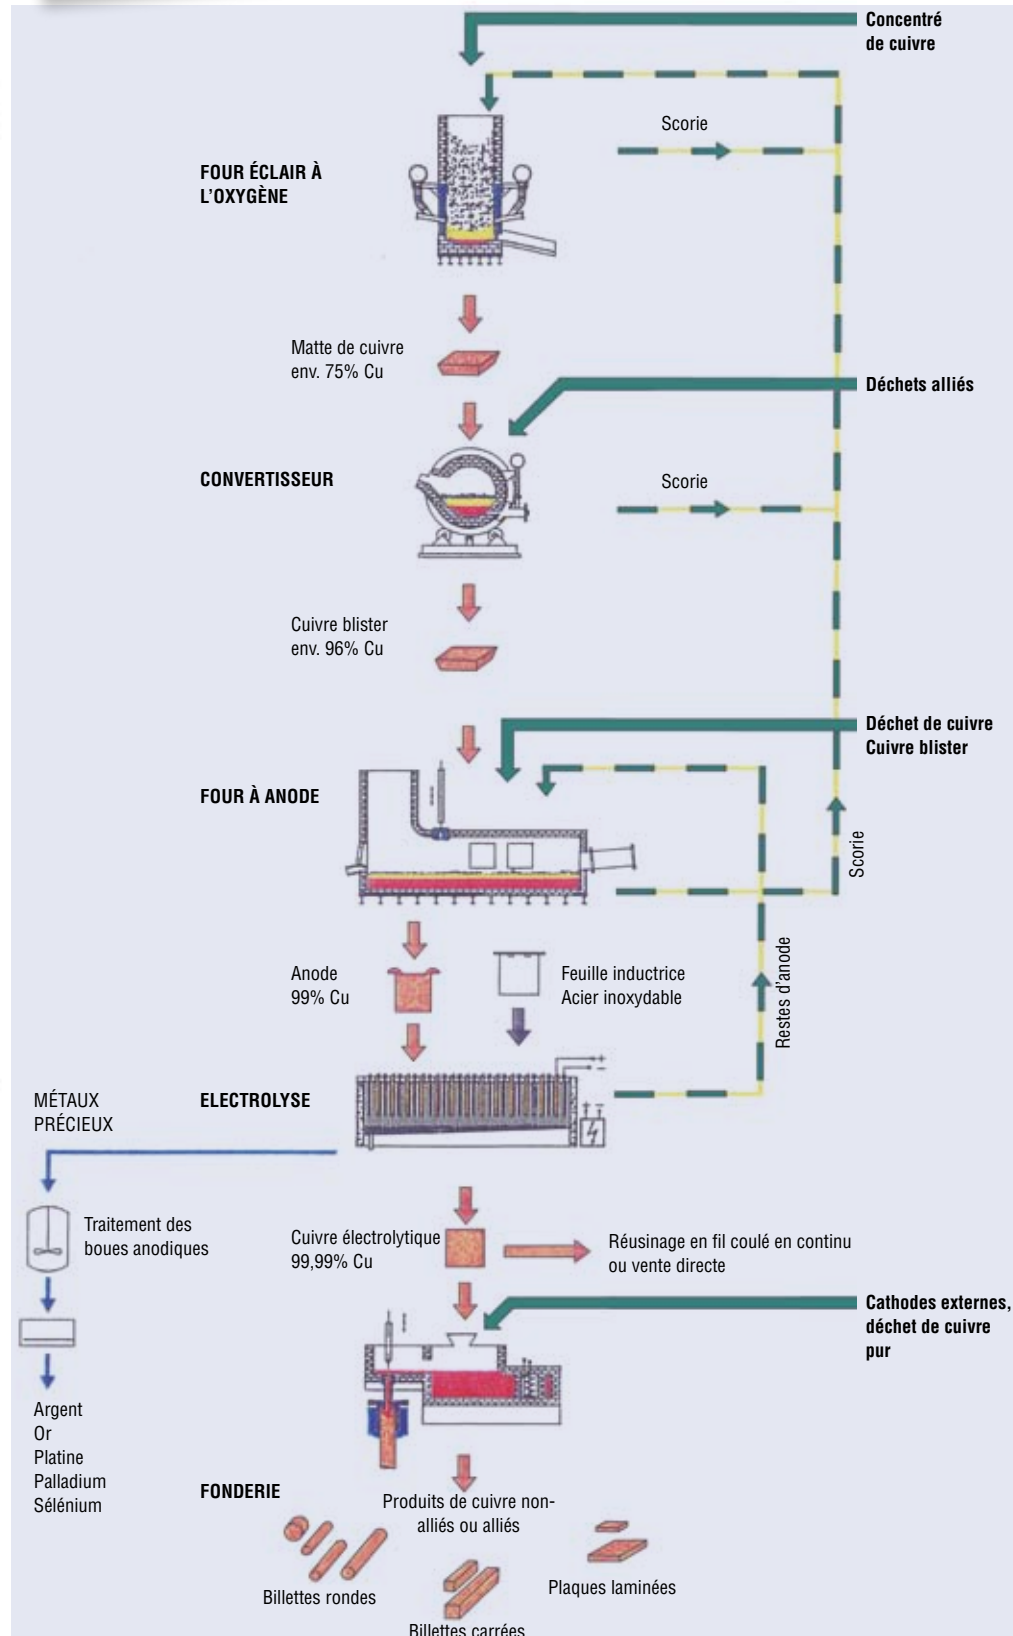 Concentré
de cuivre
Scorie
FOUR ÉCLAIR À
L'OXYGÈNE
Matte de cuivre
env. 75% Cu
Déchets alliés
CONVERTISSEUR
Scorie
Cuivre blister
env. 96% Cu
Déchet de cuivre
Cuivre blister
FOUR À ANODE
Scorie
Anode
99% Cu
Feuille inductrice
Acier inoxydable
Restes d'anode
MÉTAUX
PRÉCIEUX
ELECTROLYSE
Traitement des
boues anodiques
Cuivre électrolytique
99,99% Cu
Réusinage en fil coulé en continu
ou vente directe
Cathodes externes,
déchet de cuivre
pur
Argent
Or
Platine
Palladium
Sélénium
FONDERIE
Produits de cuivre non-
alliés ou alliés
Billettes rondes
Plaques laminées
Billettes carrées